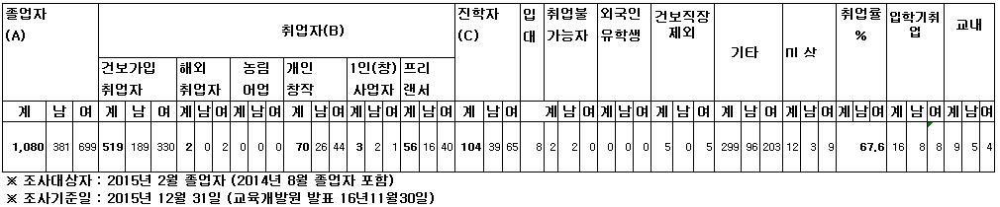 졸업자 (A) 취업자(B) 진학자 (C) 입대 취업불가능자 외국인 유학생 건보직장 제외 기타 미 상 취업률 % 입학기취업 교내
건보가입 취업자 해외 취업자 농림 어업 개인 창작 1인(창) 사업자 프리 랜서
계 남 여 계 남 여 계 남 여 계 남 여 계 남 여 계 남 여 계 남 여 계 남 여 계 남 여 계 남 여 계 남 여 계 남 여 계 남 여 계 남 여 계 남 여 계 남 여
1,080 381 699 519 189 330 2 0 2 0 0 0 70 26 44 3 2 1 56 16 40 104 39 65 8 2 2 0 0 0 0 5 0 5 299 96 203 12 3 9 67.6 16 8 8 9 5 4
※ 조사대상자 : 2015년 2월 졸업자 (2014년 8월 졸업자 포함)
※ 조사기준일 : 2015년 12월 31일 (교육개발원 발표 16년11월30일)